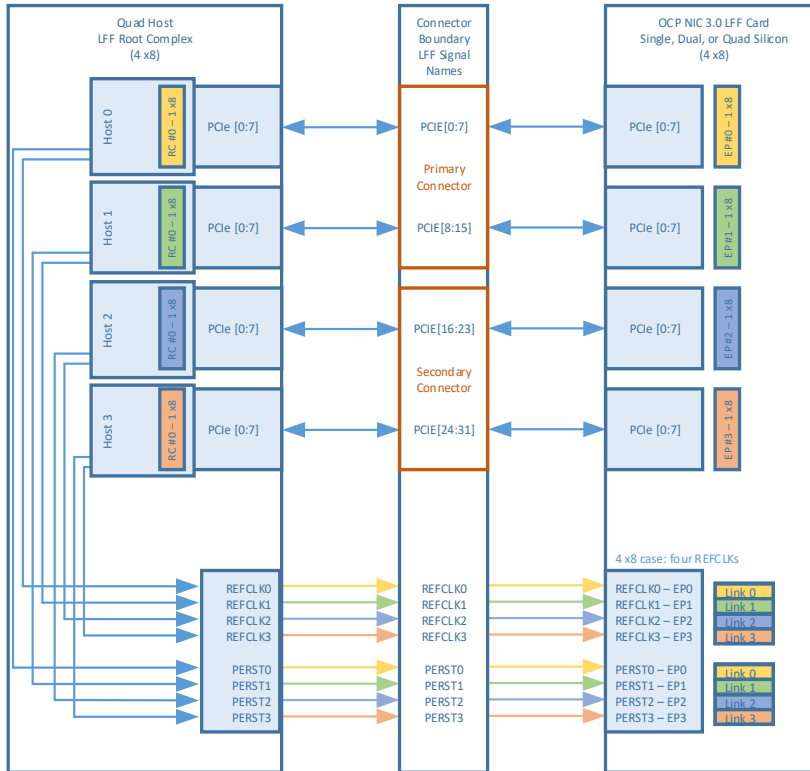 Quad Host
LFF Root Complex
(4 x8)
Connector
Boundary
LFF Signal
Names
OCP NIC 3.0 LFF Card
Single, Dual, or Quad Silicon
(4 x8)
Host 0
RC #0 – 1 x8
PCIe [0:7]
PCIE[0:7]
PCIe [0:7]
EP #0 – 1 x8
Primary
Connector
Host 1
RC #0 – 1 x8
PCIe [0:7]
PCIE[8:15]
PCIe [0:7]
EP #1 – 1 x8
Host 2
RC #0 – 1 x8
PCIe [0:7]
PCIE[16:23]
PCIe [0:7]
EP #2 – 1 x8
Secondary
Connector
Host 3
RC #0 – 1 x8
PCIe [0:7]
PCIE[24:31]
PCIe [0:7]
EP #3 – 1 x8
4 x8 case: four REFCLKs
REFCLK0
REFCLK1
REFCLK2
REFCLK3
PERST0
PERST1
PERST2
PERST3
REFCLK0
REFCLK1
REFCLK2
REFCLK3
PERST0
PERST1
PERST2
PERST3
REFCLK0 – EP0
REFCLK1 – EP1
REFCLK2 – EP2
REFCLK3 – EP3
PERST0 – EP0
PERST1 – EP1
PERST2 – EP2
PERST3 – EP3
Link 0
Link 1
Link 2
Link 3
Link 0
Link 1
Link 2
Link 3